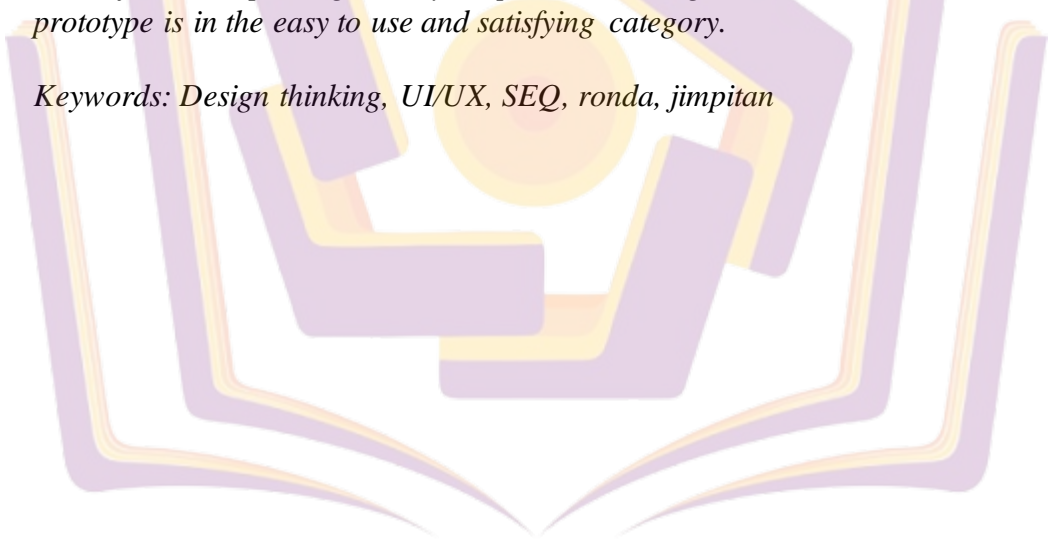 prototype is in the easy to use and satisfying category.
Keywords: Design thinking, UI/UX, SEQ, ronda, jimpitan